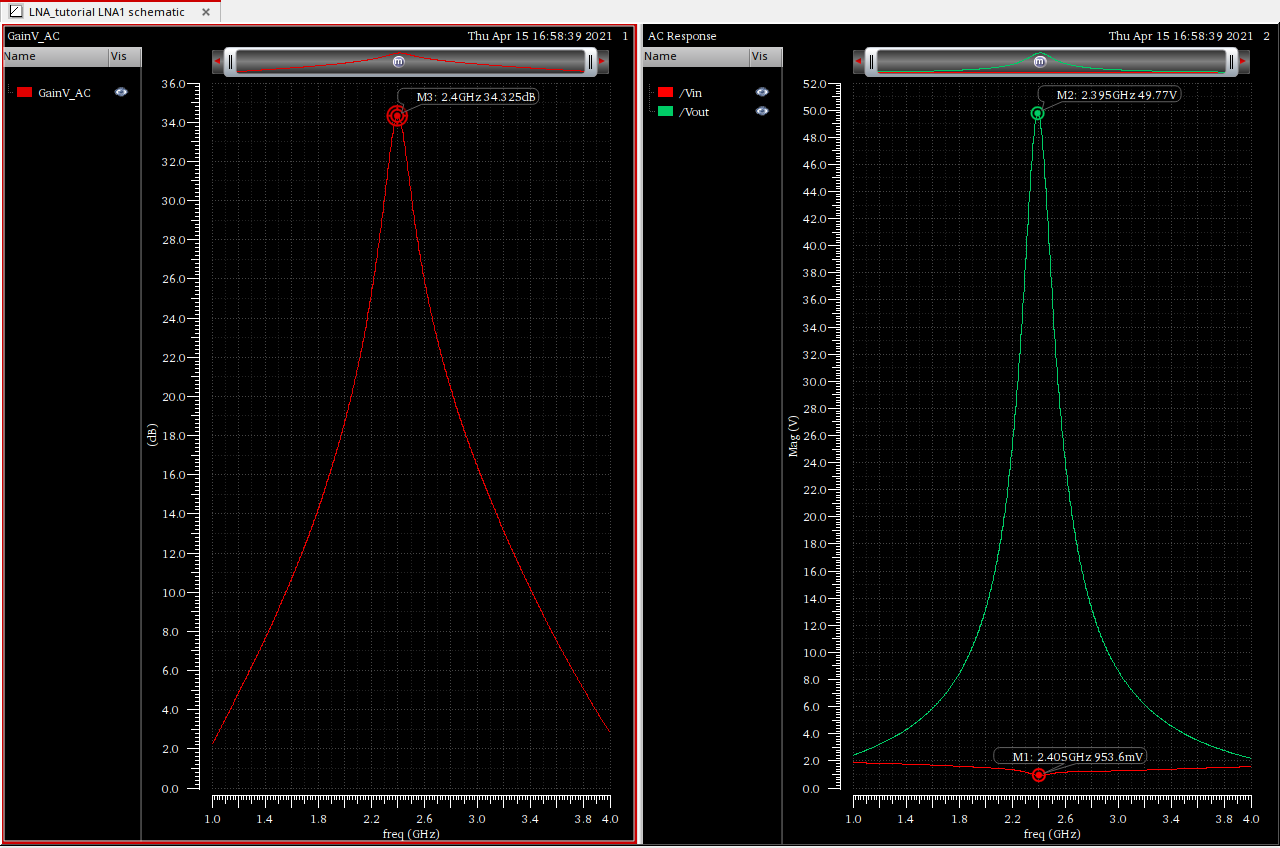 LNA_tutorial LNA1 schematic ×
GainV_AC
Thu Apr 15 16:58:39 2021 1
Name Vis
GainV_AC
m
M3: 2.4GHz 34.325dB
36.0
34.0
32.0
30.0
28.0
26.0
24.0
22.0
20.0
18.0
16.0
14.0
12.0
10.0
8.0
6.0
4.0
2.0
0.0
(dB)
1.0 1.4 1.8 2.2 2.6 3.0 3.4 4.0
freq (GHz)
AC Response
Thu Apr 15 16:58:39 2021 2
Name Vis
/Vin
/Vout
m
M2: 2.395GHz 49.77V
52.0
50.0
48.0
46.0
44.0
42.0
40.0
38.0
36.0
34.0
32.0
30.0
28.0
26.0
24.0
22.0
20.0
18.0
16.0
14.0
12.0
10.0
8.0
6.0
4.0
2.0
0.0
Mag (V)
M1: 2.405GHz 953.6mV
1.0 1.4 1.8 2.2 2.6 3.0 3.4 3.8 4.0
freq (GHz)